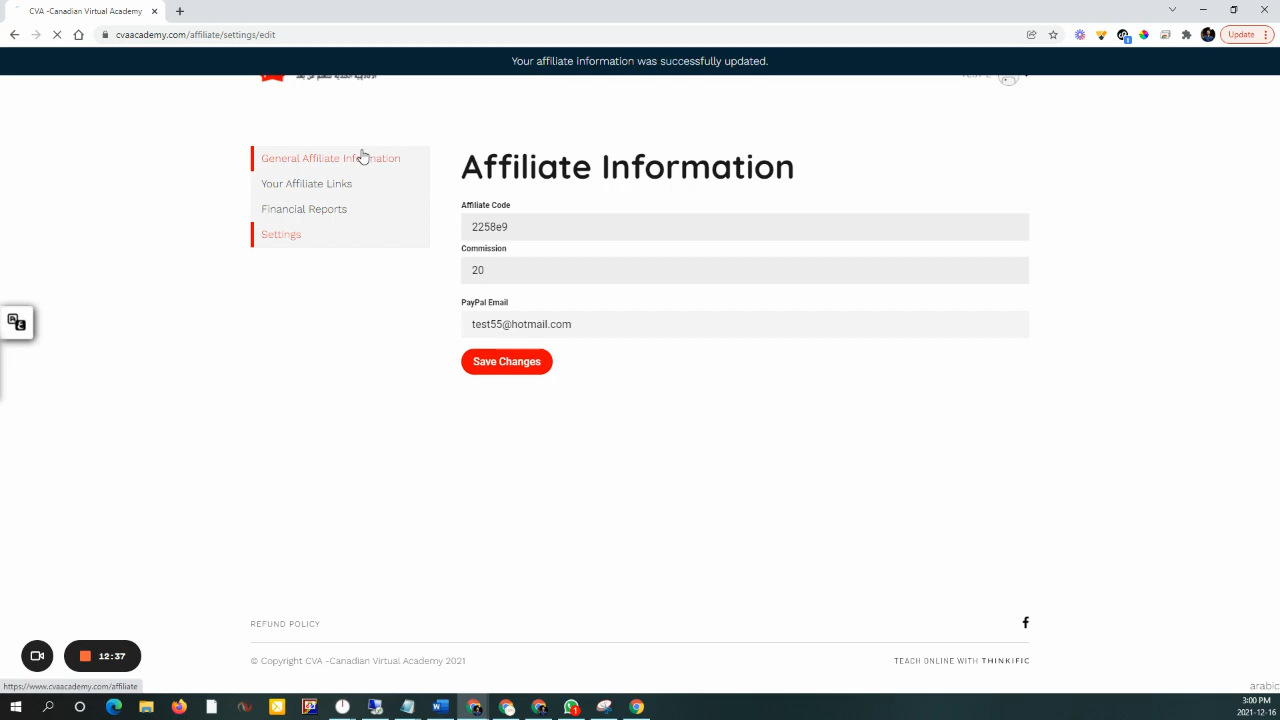 CVA -Canadian Virtual Academy
cvaacademy.com/affiliate/settings/edit
Update
Your affiliate information was successfully updated.
General Affiliate Information
Your Affiliate Links
Financial Reports
Settings
Affiliate Information
Affiliate Code
2258e9
Commission
20
PayPal Email
test55@hotmail.com
Save Changes
REFUND POLICY
12:37
© Copyright CVA -Canadian Virtual Academy 2021
TEACH ONLINE WITH THINKIFIC
https://www.cvaacademy.com/affiliate
arabic
3:00 PM
2021-12-16